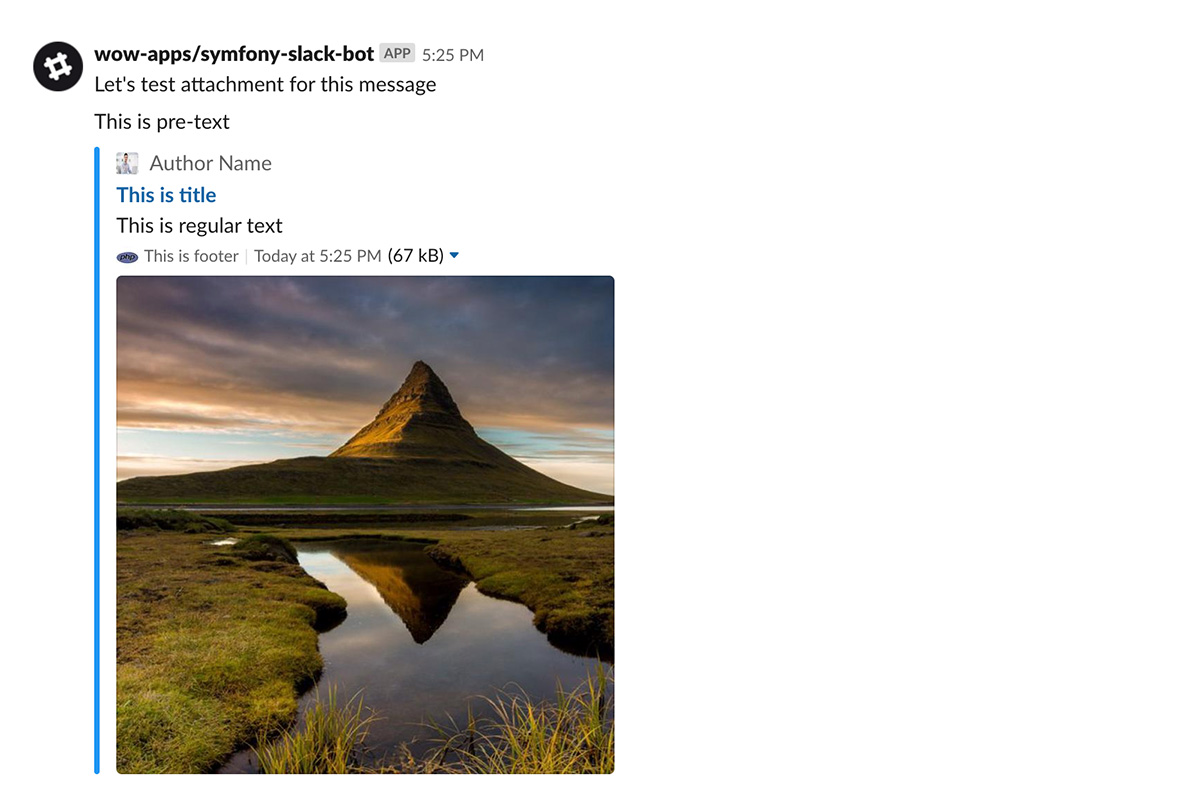 wow-apps/symfony-slack-bot APP 5:25 PM
Let's test attachment for this message
This is pre-text
Author Name
This is title
This is regular text
php This is footer | Today at 5:25 PM (67 kB)